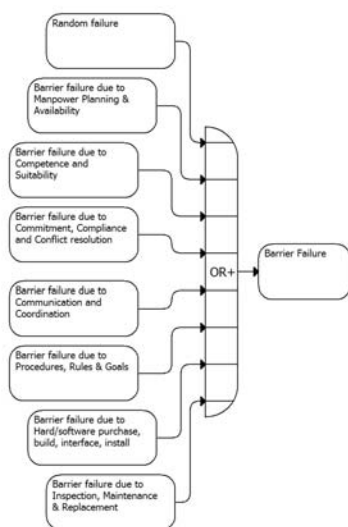 Random failure
Barrier failure due to
Manpower Planning &
Availability
Barrier failure due to
Competence and
Suitability
Barrier failure due to
Commitment, Compliance
and Conflict resolution
OR+
Barrier Failure
Barrier failure due to
Communication and
Coordination
Barrier failure due to
Procedures, Rules & Goals
Barrier failure due to
Hard/software purchase,
build, interface, install
Barrier failure due to
Inspection, Maintenance
& Replacement